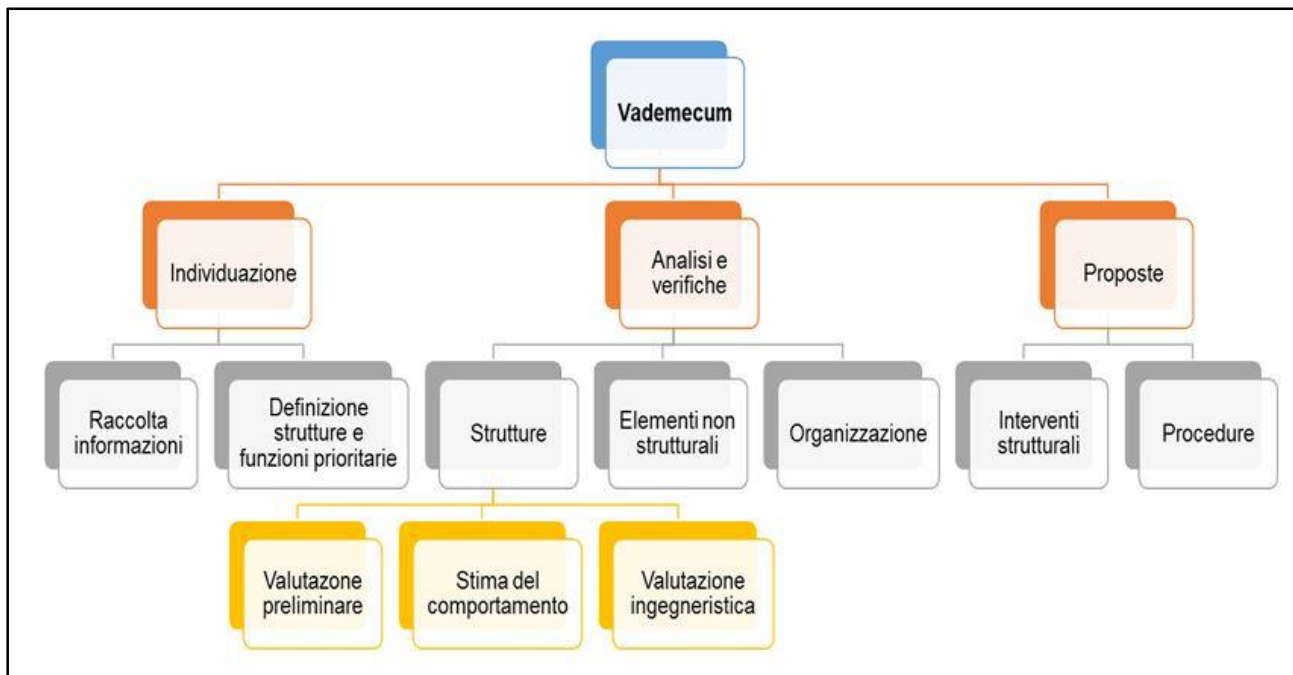 Vademecum
Individuazione
Analisi e
verifiche
Proposte
Raccolta
informazioni
Definizione
strutture e
funzioni prioritarie
Strutture
Elementi non
strutturali
Organizzazione
Interventi
strutturali
Procedure
Valutazone
preliminare
Stima del
comportamento
Valutazione
ingegneristica